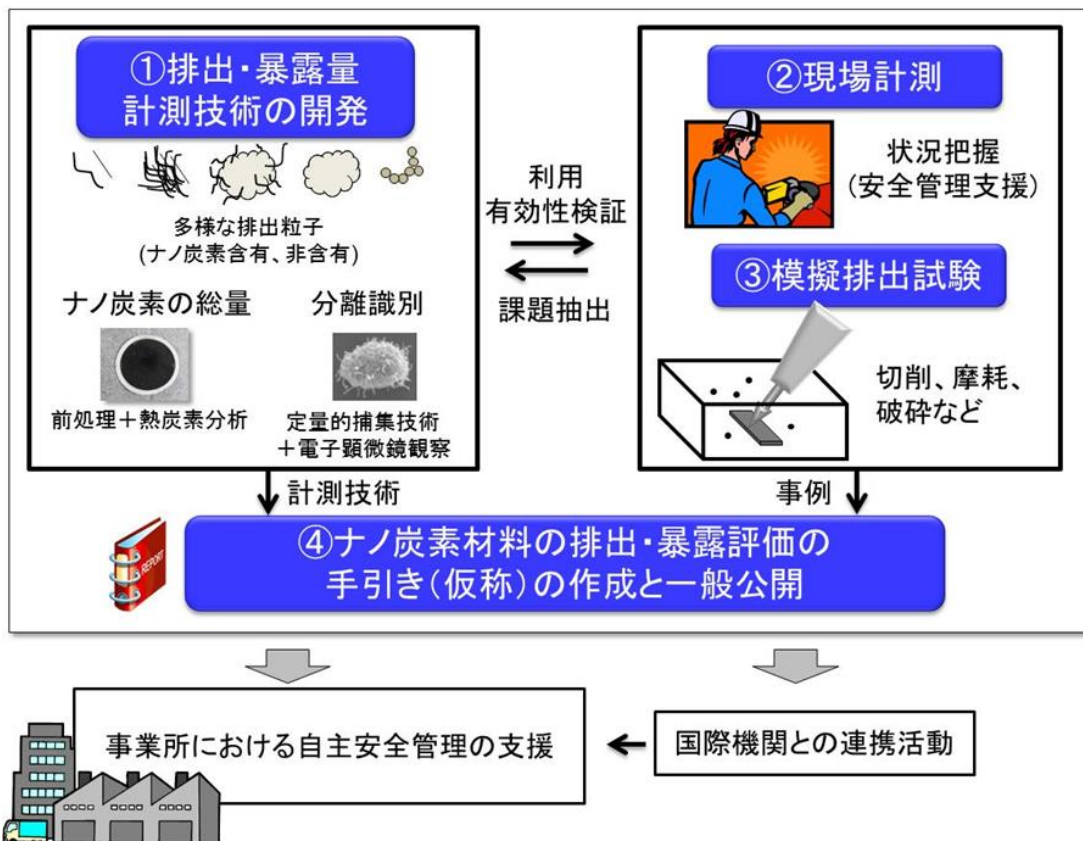 ①排出・暴露量
計測技術の開発
多様な排出粒子
(ナノ炭素含有、非含有)
ナノ炭素の総量
分離識別
前処理＋熱炭素分析
定量的捕集技術
＋電子顕微鏡観察
利用
有効性検証
課題抽出
②現場計測
状況把握
(安全管理支援)
③模擬排出試験
切削、摩耗、
破砕など
計測技術
事例
REPORT
④ナノ炭素材料の排出・暴露評価の
手引き(仮称)の作成と一般公開
事業所における自主安全管理の支援
国際機関との連携活動